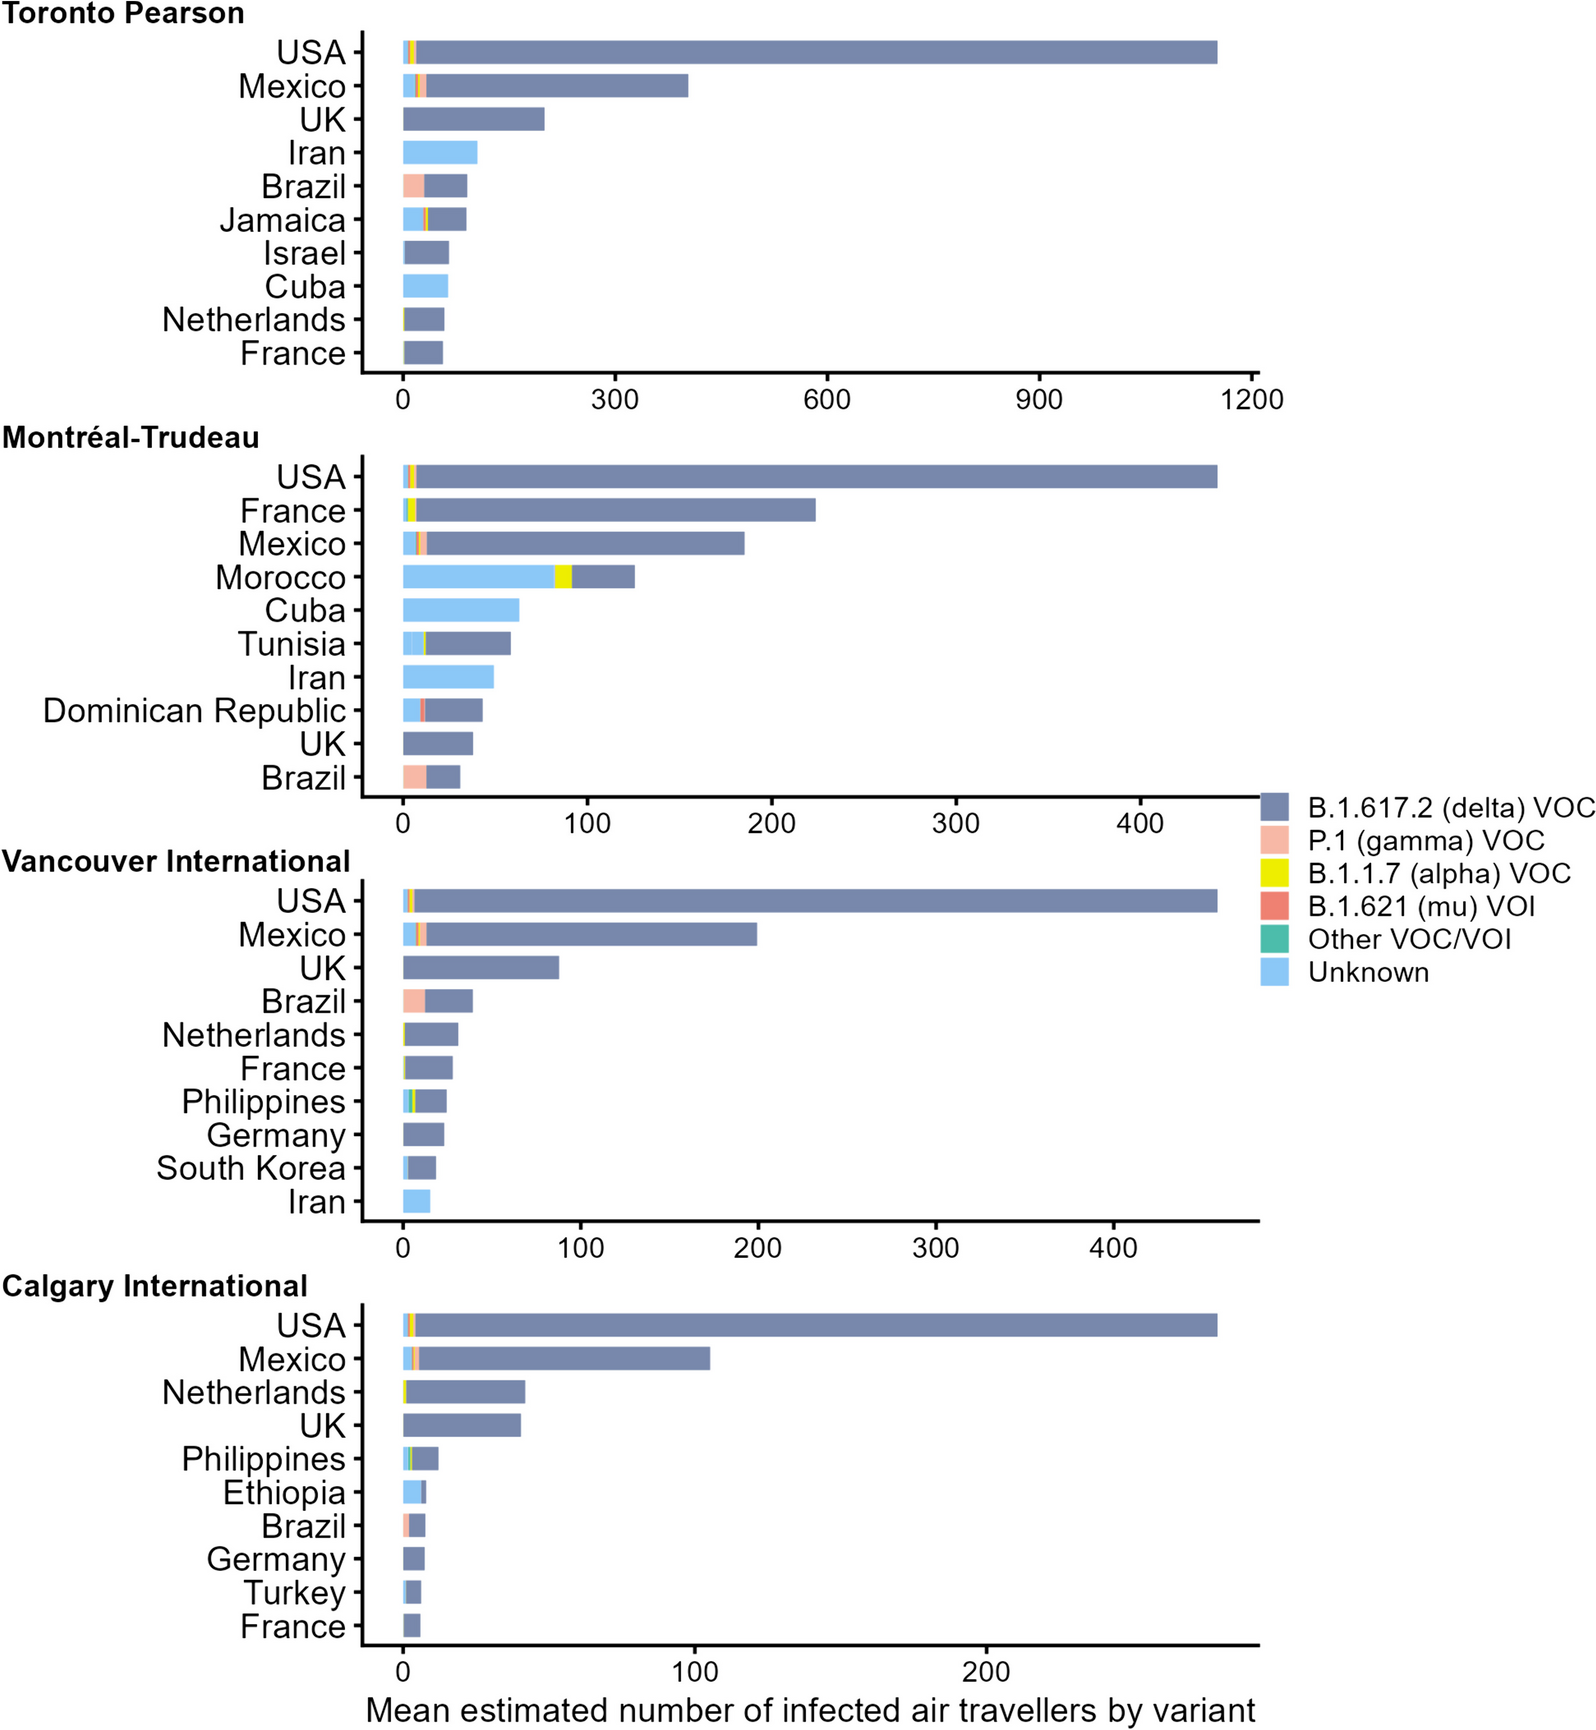 Toronto Pearson
USA
Mexico
UK
Iran
Brazil
Jamaica
Israel
Cuba
Netherlands
France
0 300 600 900 1200
Montréal-Trudeau
USA
France
Mexico
Morocco
Cuba
Tunisia
Iran
Dominican Republic
UK
Brazil
0 100 200 300 400
B.1.617.2 (delta) VOC
P.1 (gamma) VOC
B.1.1.7 (alpha) VOC
B.1.621 (mu) VOI
Other VOC/VOI
Unknown
Vancouver International
USA
Mexico
UK
Brazil
Netherlands
France
Philippines
Germany
South Korea
Iran
0 100 200 300 400
Calgary International
USA
Mexico
Netherlands
UK
Philippines
Ethiopia
Brazil
Germany
Turkey
France
0 100 200
Mean estimated number of infected air travellers by variant